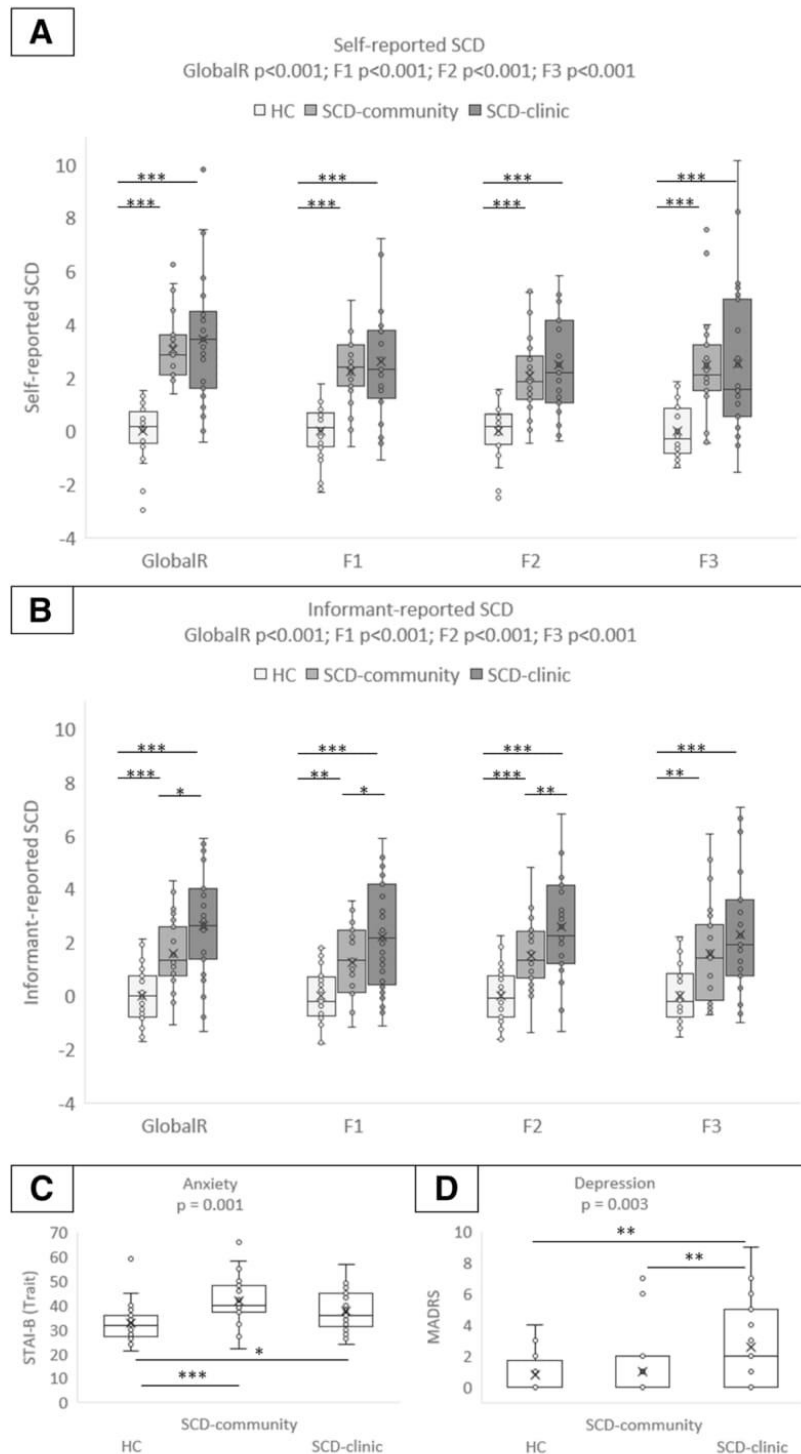 A
Self-reported SCD
GlobalR p<0.001; F1 p<0.001; F2 p<0.001; F3 p<0.001
HC SCD-community SCD-clinic
Self-reported SCD
10
8
6
4
2
0
-2
-4
*** *** *** ***
*** *** *** ***
GlobalR F1 F2 F3
B
Informant-reported SCD
GlobalR p<0.001; F1 p<0.001; F2 p<0.001; F3 p<0.001
HC SCD-community SCD-clinic
Informant-reported SCD
10
8
6
4
2
0
-2
-4
*** *** *** ***
*** ** *** **
* * **
GlobalR F1 F2 F3
C
Anxiety
p = 0.001
STAI-B (Trait)
70
60
50
40
30
20
10
0
*
***
SCD-community
HC SCD-clinic
D
Depression
p = 0.003
MADRS
10
8
6
4
2
0
**
**
SCD-community
HC SCD-clinic